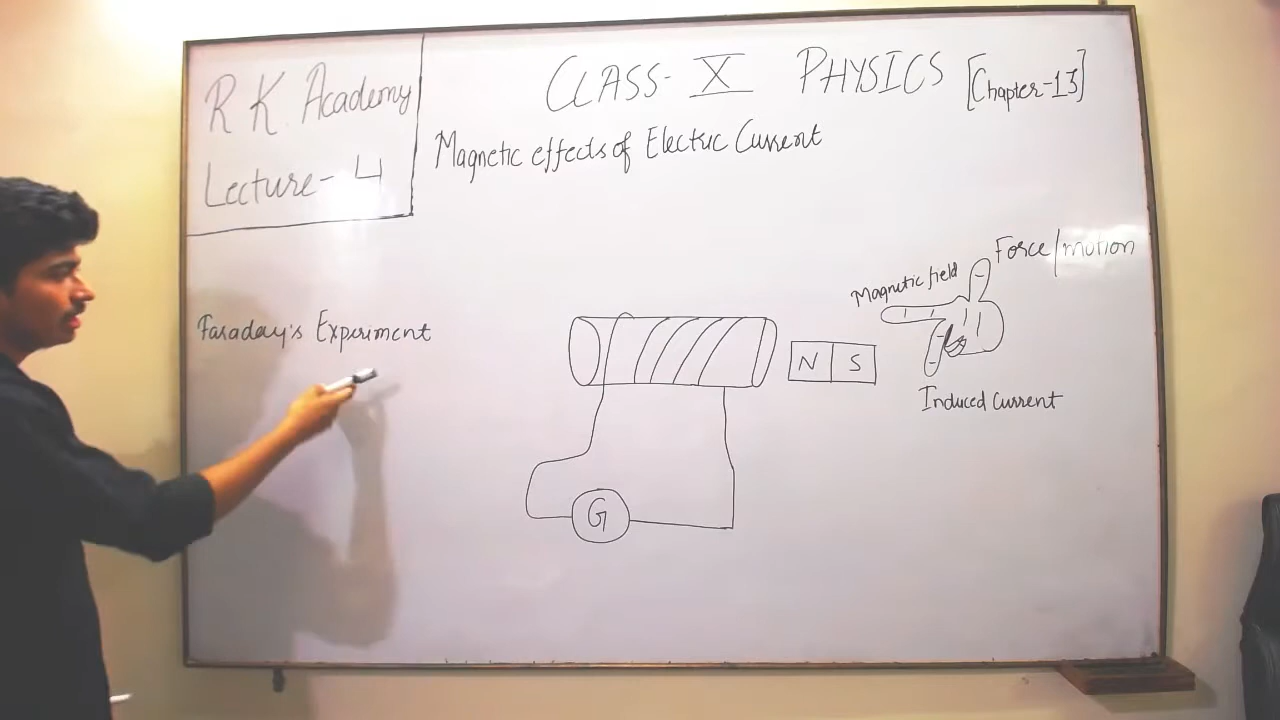 R K Academy
Lecture- 4
CLASS- X PHYSICS [Chapter-13]
Magnetic effects of Electric Current
Faraday's Experiment
N S
G
Force/motion
Magnetic field
Induced Current